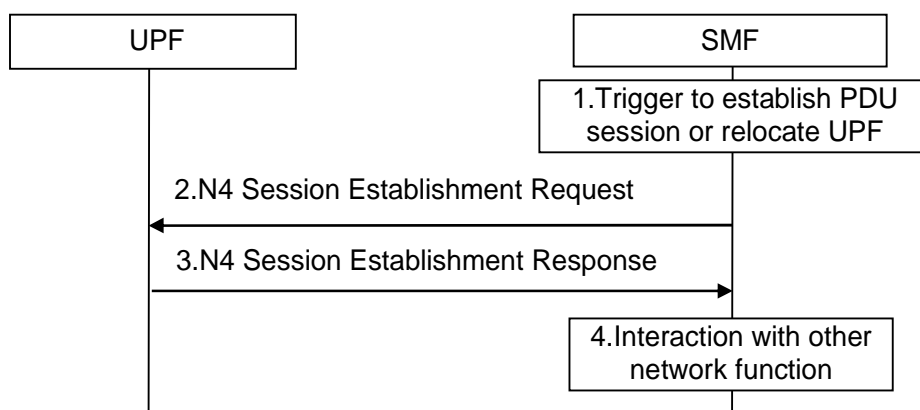 UPF
SMF
1.Trigger to establish PDU
session or relocate UPF
2.N4 Session Establishment Request
3.N4 Session Establishment Response
4.Interaction with other
network function